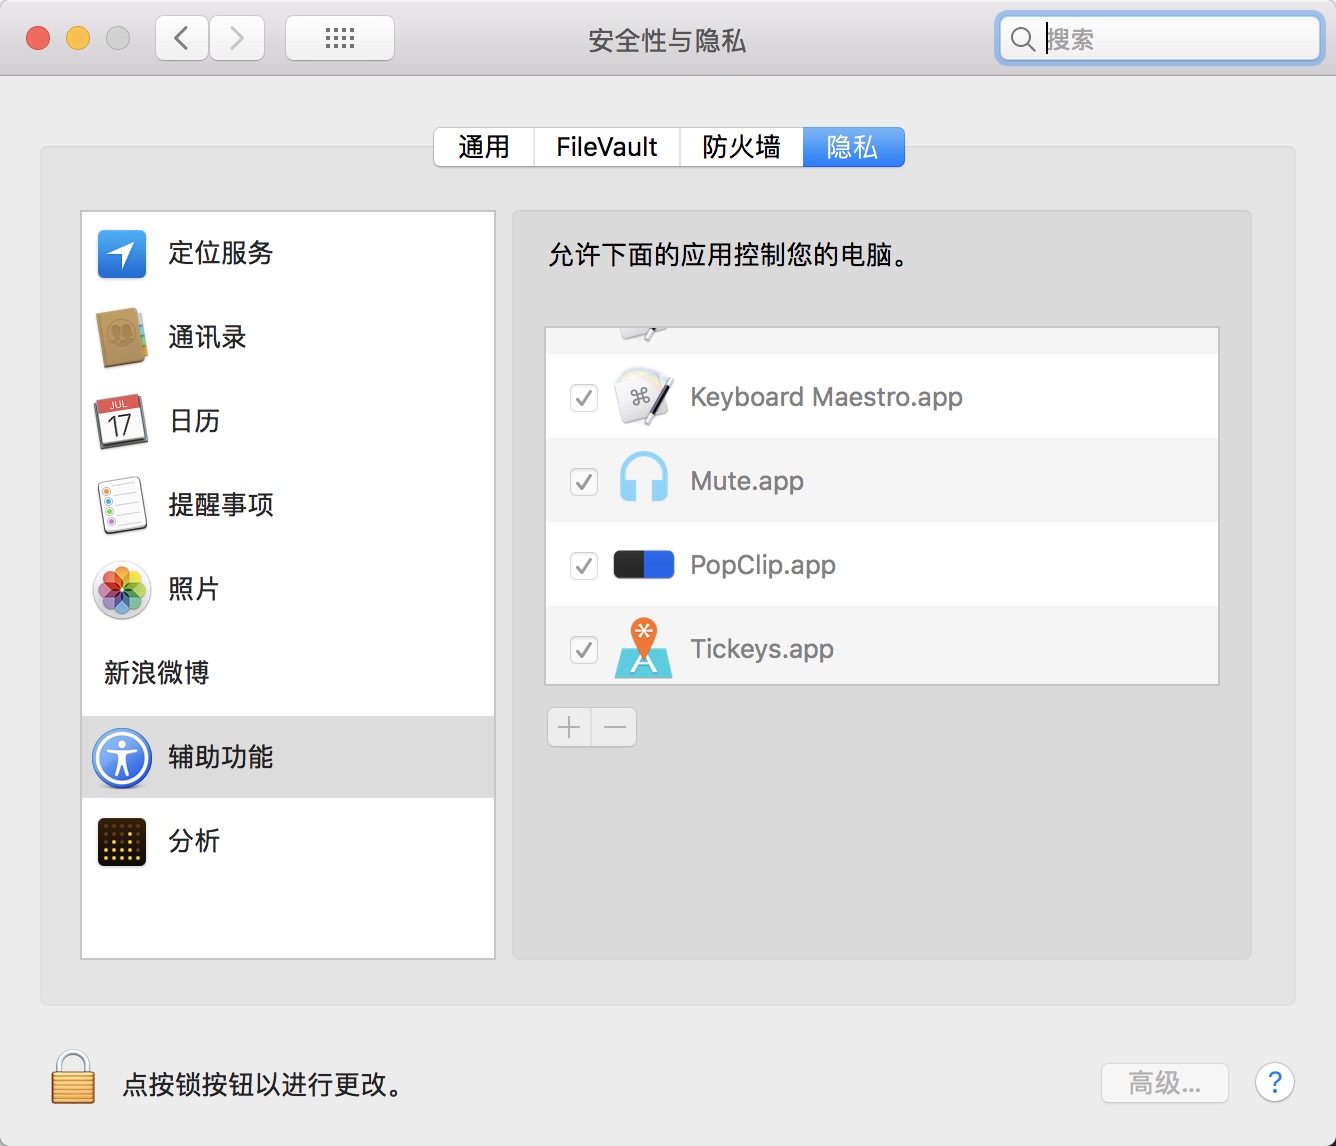 安全性与隐私
搜索
通用
FileVault
防火墙
隐私
定位服务
通讯录
JUL
17
日历
提醒事项
照片
新浪微博
辅助功能
分析
允许下面的应用控制您的电脑。
Keyboard Maestro.app
Mute.app
PopClip.app
Tickeys.app
点按锁按钮以进行更改。
高级...
?